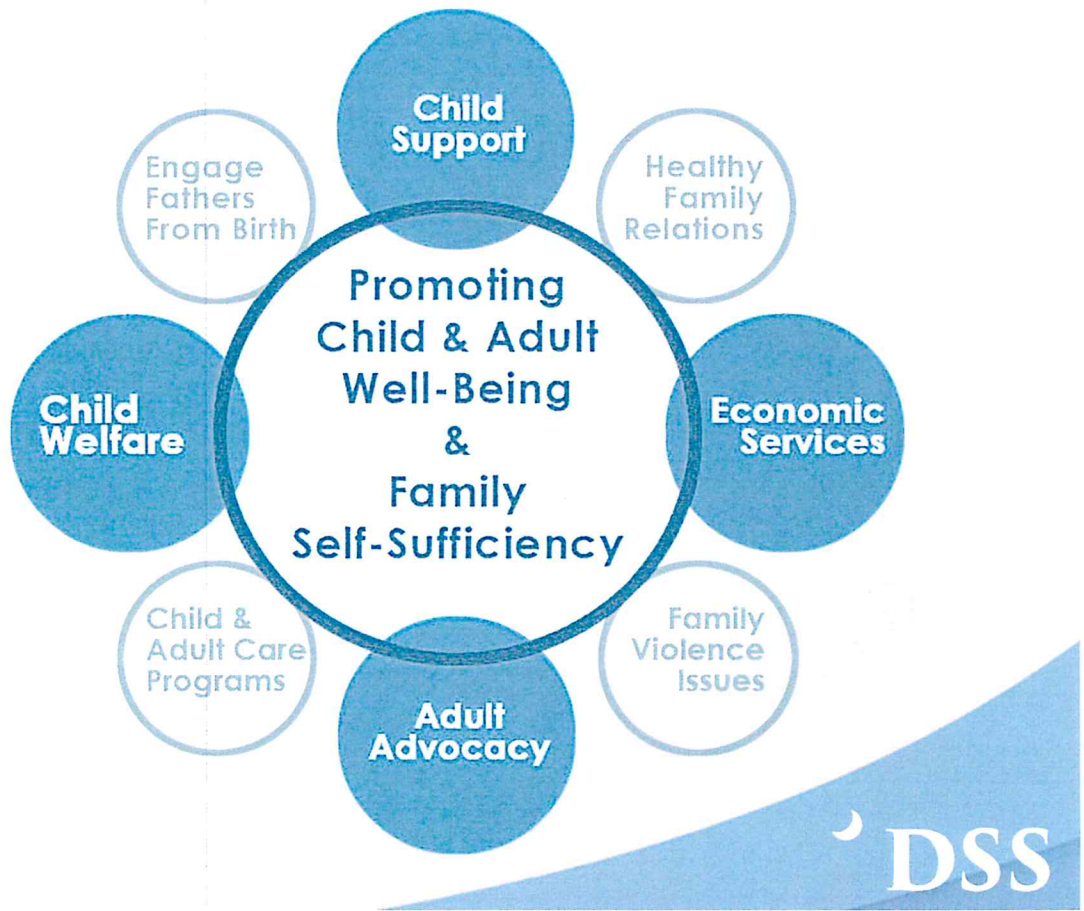 Child
Support
Engage
Fathers
From Birth
Healthy
Family
Relations
Promoting
Child & Adult
Well-Being
&
Family
Self-Sufficiency
Child
Welfare
Economic
Services
Child &
Adult Care
Programs
Family
Violence
Issues
Adult
Advocacy
DSS